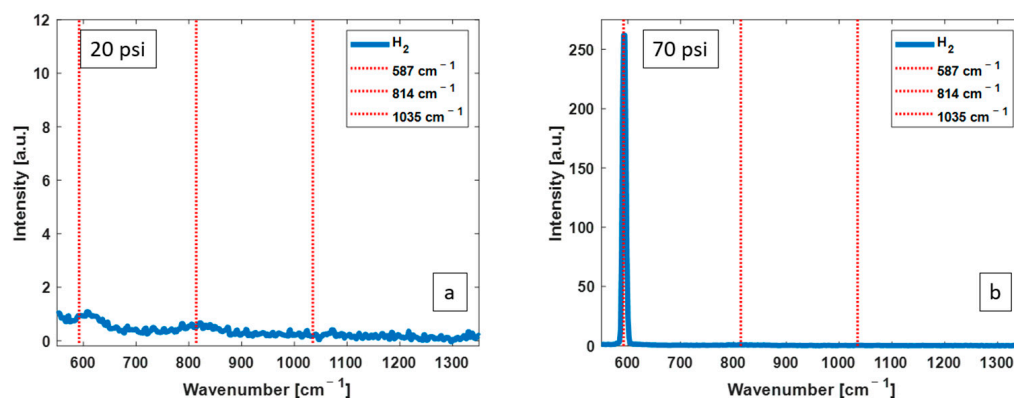 20 psi
H₂
587 cm⁻¹
814 cm⁻¹
1035 cm⁻¹
12
10
8
6
4
2
0
Intensity [a.u.]
a
600 700 800 900 1000 1100 1200 1300
Wavenumber [cm⁻¹]
70 psi
H₂
587 cm⁻¹
814 cm⁻¹
1035 cm⁻¹
250
200
150
100
50
0
Intensity [a.u.]
b
600 700 800 900 1000 1100 1200 1300
Wavenumber [cm⁻¹]